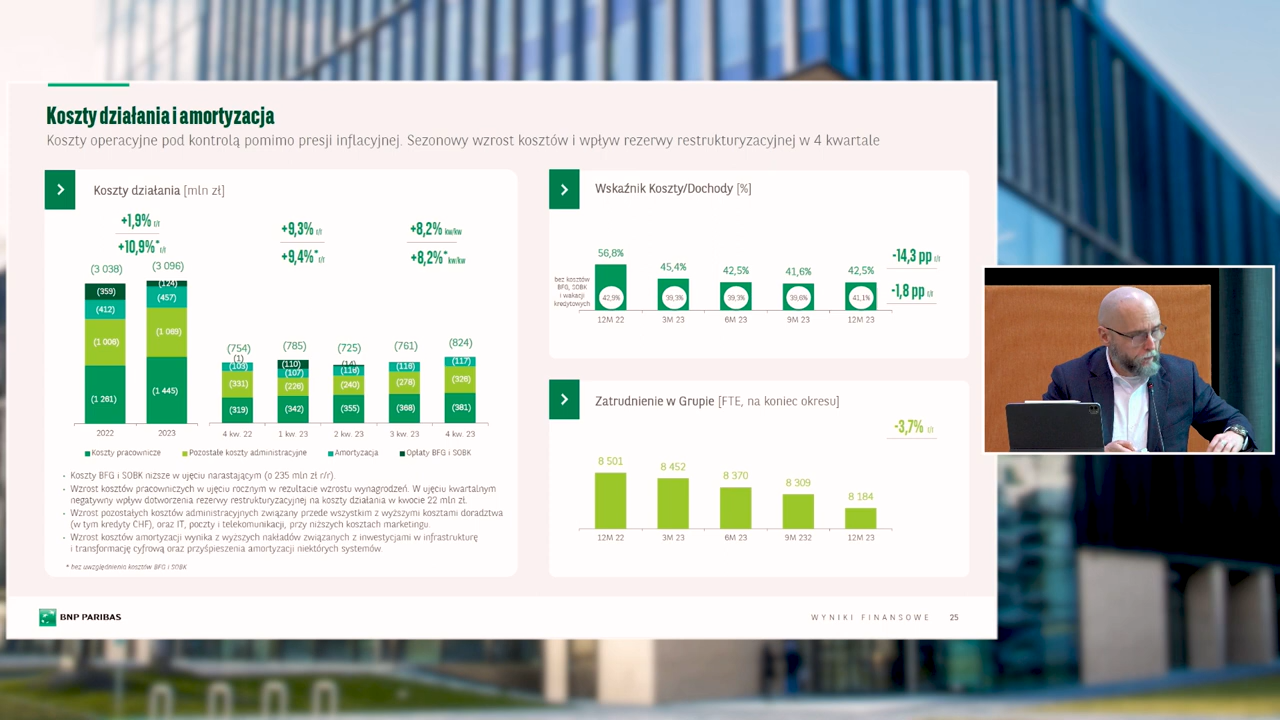 Koszty działania i amortyzacja
Koszty operacyjne pod kontrolą pomimo presji inflacyjnej. Sezonowy wzrost kosztów i wpływ rezerwy restrukturyzacyjnej w 4 kwartale
Koszty działania [mln zł]
+1,9% r/r
+10,9%* r/r
+9,3% r/r
+9,4%* r/r
+8,2% kw/kw
+8,2%* kw/kw
(3 038)
(3 096)
(359)
(124)
(412)
(457)
(1 006)
(1 069)
(1 261)
(1 445)
(754)
(785)
(725)
(761)
(824)
(1)
(110)
(14)
(103)
(107)
(116)
(116)
(117)
(331)
(226)
(240)
(278)
(326)
(319)
(342)
(355)
(368)
(381)
2022
2023
4 kw. 22
1 kw. 23
2 kw. 23
3 kw. 23
4 kw. 23
Koszty pracownicze
Pozostałe koszty administracyjne
Amortyzacja
Opłaty BFG i SOBK
• Koszty BFG i SOBK niższe w ujęciu narastającym (o 235 mln zł r/r).
• Wzrost kosztów pracowniczych w ujęciu rocznym w rezultacie wzrostu wynagrodzeń. W ujęciu kwartalnym
negatywny wpływ dotworzenia rezerwy restrukturyzacyjnej na koszty działania w kwocie 22 mln zł.
• Wzrost pozostałych kosztów administracyjnych związany przede wszystkim z wyższymi kosztami doradztwa
(w tym kredyty CHF), oraz IT, poczty i telekomunikacji, przy niższych kosztach marketingu.
• Wzrost kosztów amortyzacji wynika z wyższych nakładów związanych z inwestycjami w infrastrukturę
i transformację cyfrową oraz przyśpieszenia amortyzacji niektórych systemów.
* bez uwzględnienia kosztów BFG i SOBK
Wskaźnik Koszty/Dochody [%]
-14,3 pp r/r
-1,8 pp r/r
56,8%
45,4%
42,5%
41,6%
42,5%
bez kosztów
BFG, SOBK
i wakacji
kredytowych
42,9%
39,3%
39,3%
39,6%
41,1%
12M 22
3M 23
6M 23
9M 23
12M 23
Zatrudnienie w Grupie [FTE, na koniec okresu]
-3,7% r/r
8 501
8 452
8 370
8 309
8 184
12M 22
3M 23
6M 23
9M 232
12M 23
BNP PARIBAS
WYNIKI FINANSOWE
25